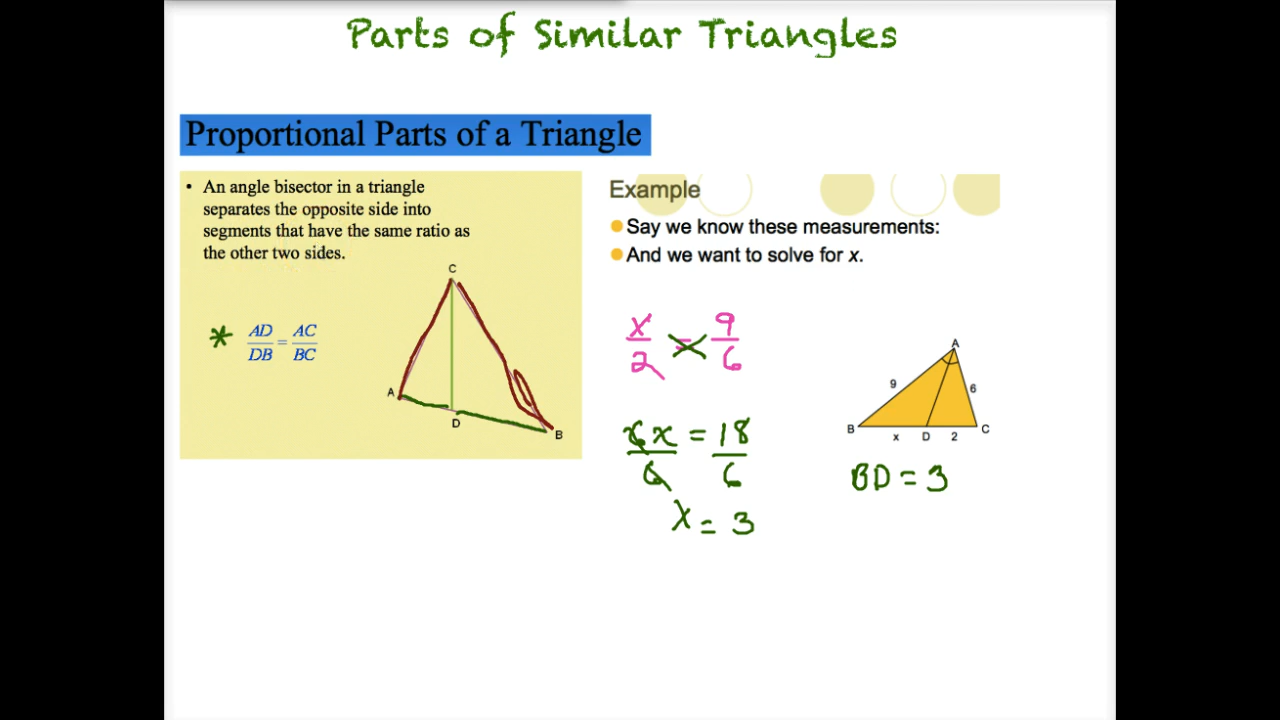 Parts of Similar Triangles
Proportional Parts of a Triangle
• An angle bisector in a triangle
separates the opposite side into
segments that have the same ratio as
the other two sides.
* AD/DB = AC/BC
C
A
D
B
Example
Say we know these measurements:
And we want to solve for x.
x/2 = 9/6
6x/6 = 18/6
x = 3
A
9
6
B
x
D
2
C
BD = 3